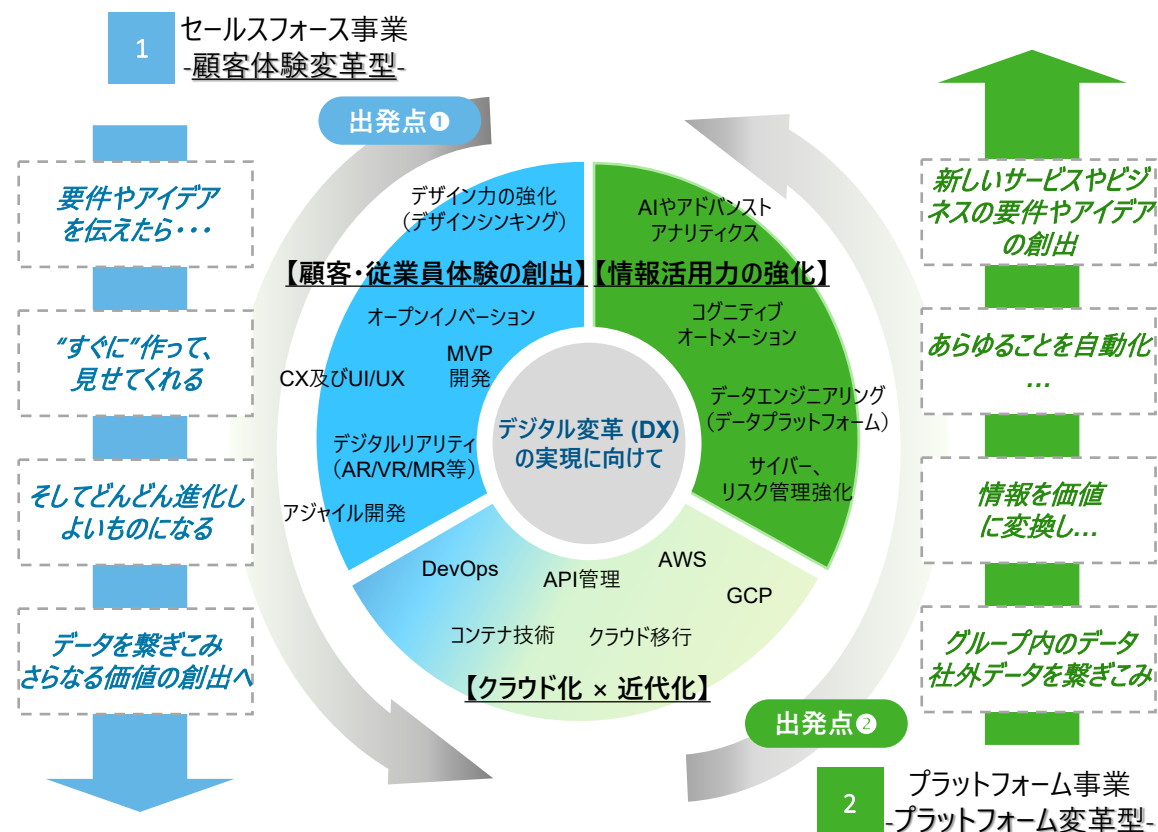 1
セールスフォース事業
-顧客体験変革型-
出発点❶
要件やアイデア
を伝えたら・・・
“すぐに”作って、
見せてくれる
そしてどんどん進化し
よいものになる
データを繋ぎこみ
さらなる価値の創出へ
デザイン力の強化
（デザインシンキング）
【顧客・従業員体験の創出】
オープンイノベーション
MVP
開発
CX及びUI/UX
デジタルリアリティ
（AR/VR/MR等）
アジャイル開発
AIやアドバンスト
アナリティクス
【情報活用力の強化】
コグニティブ
オートメーション
データエンジニアリング
（データプラットフォーム）
サイバー、
リスク管理強化
デジタル変革 (DX)
の実現に向けて
DevOps
API管理
AWS
GCP
コンテナ技術
クラウド移行
【クラウド化 × 近代化】
新しいサービスやビジ
ネスの要件やアイデア
の創出
あらゆることを自動化
…
情報を価値
に変換し...
グループ内のデータ
社外データを繋ぎこみ
出発点❷
2
プラットフォーム事業
-プラットフォーム変革型-